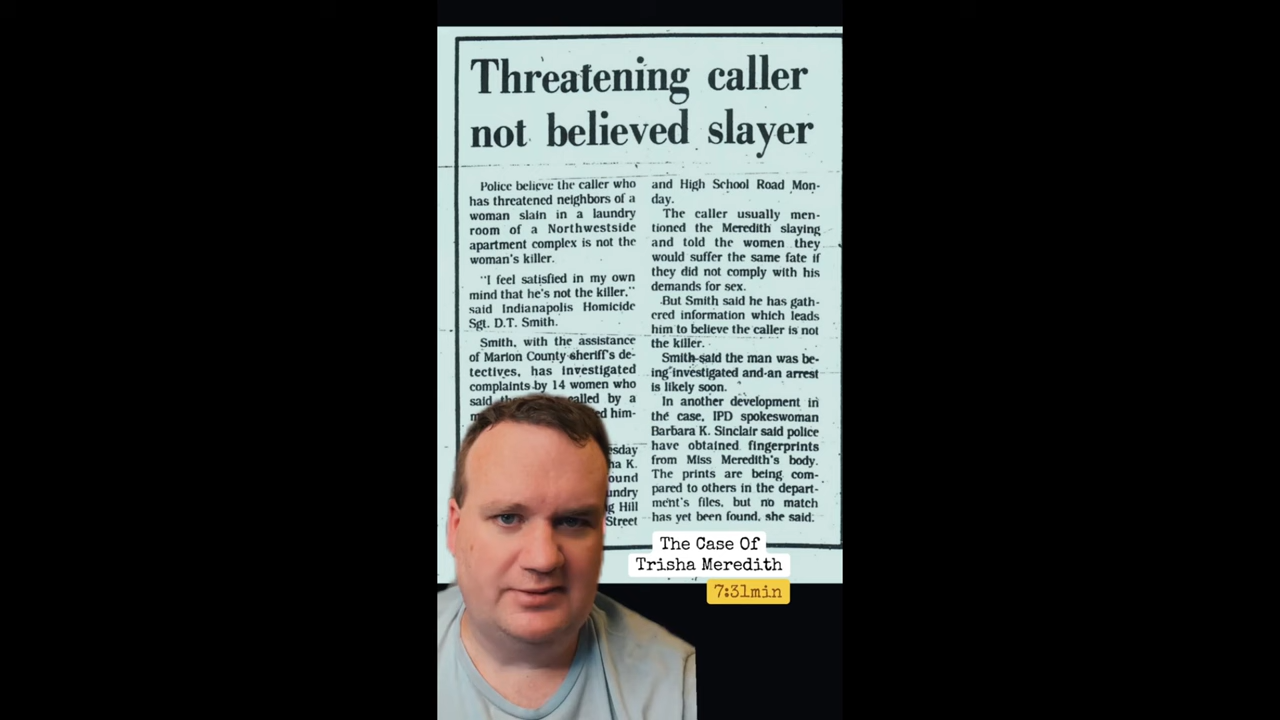 Threatening caller
not believed slayer
Police believe the caller who
has threatened neighbors of a
woman slain in a laundry
room of a Northwestside
apartment complex is not the
woman's killer.
"I feel satisfied in my own
mind that he's not the killer,"
said Indianapolis Homicide
Sgt. D.T. Smith.
Smith, with the assistance
of Marion County sheriff's de-
tectives, has investigated
complaints by 14 women who
said called by a
him-
K.
Hill
Street
and High School Road Mon-
day.
The caller usually men-
tioned the Meredith slaying
and told the women they
would suffer the same fate if
they did not comply with his
demands for sex.
But Smith said he has gath-
ered information which leads
him to believe the caller is not
the killer.
Smith said the man was be-
ing investigated and an arrest
is likely soon.
In another development in
the case, IPD spokeswoman
Barbara K. Sinclair said police
have obtained fingerprints
from Miss Meredith's body.
The prints are being com-
pared to others in the depart-
ment's files, but no match
has yet been found, she said.
The Case Of
Trisha Meredith
7:31min